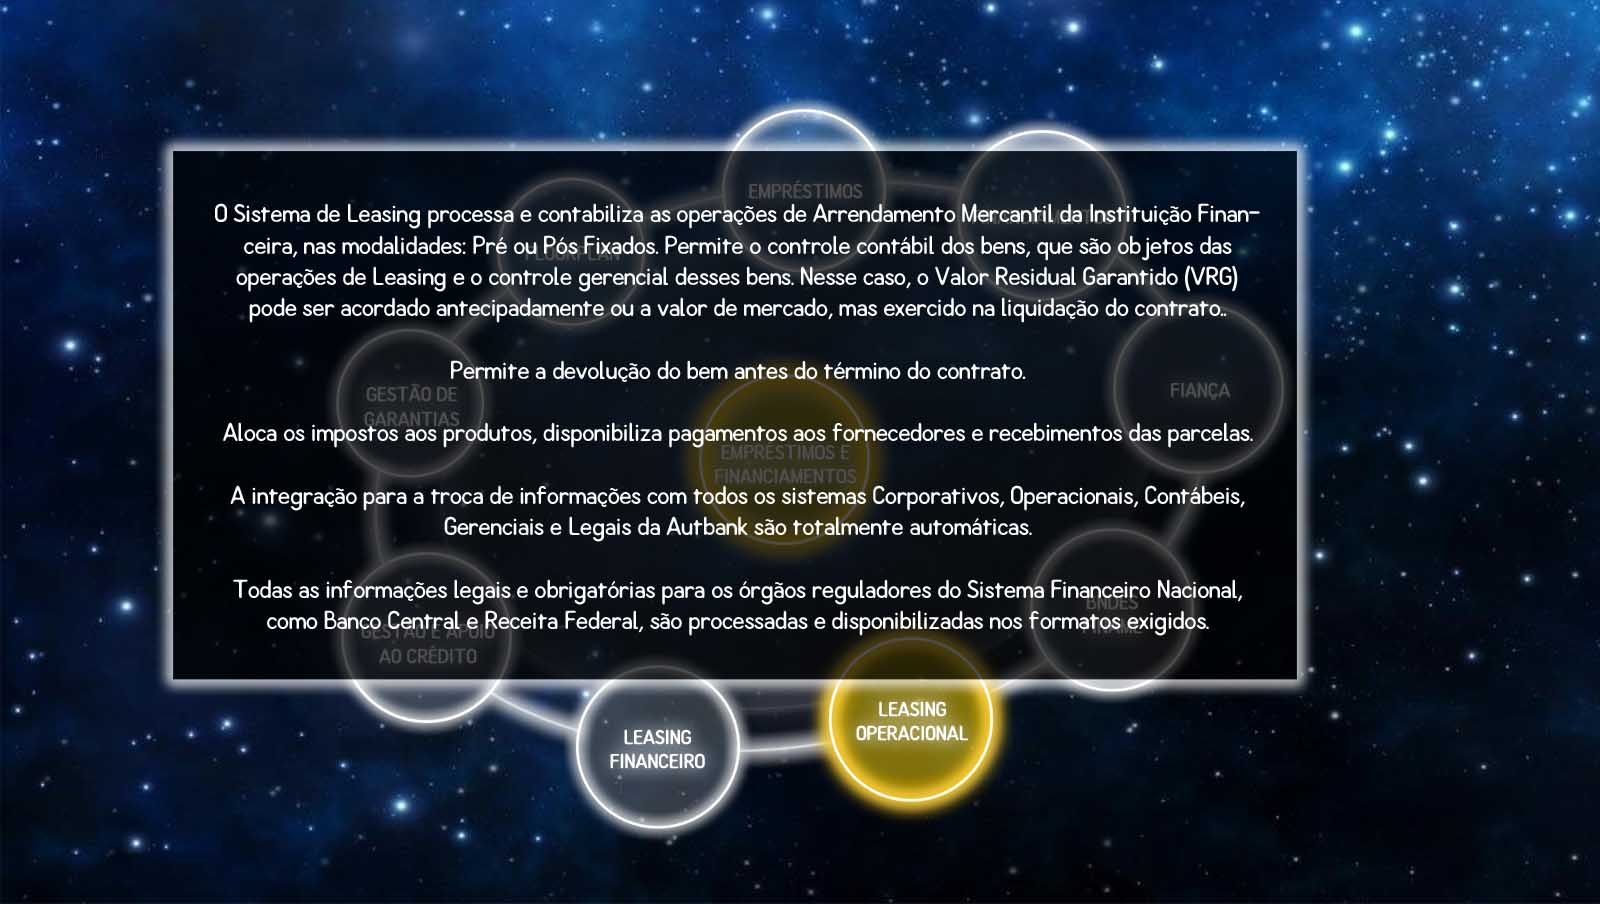 EMPRÉSTIMOS
O Sistema de Leasing processa e contabiliza as operações de Arrendamento Mercantil da Instituição Finan-
ceira, nas modalidades: Pré ou Pós Fixados. Permite o controle contábil dos bens, que são objetos das
operações de Leasing e o controle gerencial desses bens. Nesse caso, o Valor Residual Garantido (VRG)
pode ser acordado antecipadamente ou a valor de mercado, mas exercido na liquidação do contrato..
Permite a devolução do bem antes do término do contrato.
Aloca os impostos aos produtos, disponibiliza pagamentos aos fornecedores e recebimentos das parcelas.
A integração para a troca de informações com todos os sistemas Corporativos, Operacionais, Contábeis,
Gerenciais e Legais da Autbank são totalmente automáticas.
Todas as informações legais e obrigatórias para os órgãos reguladores do Sistema Financeiro Nacional,
como Banco Central e Receita Federal, são processadas e disponibilizadas nos formatos exigidos.
FLOORPLAN
GESTÃO DE
GARANTIAS
FIANÇA
EMPRÉSTIMOS E
FINANCIAMENTOS
BNDES
FINAME
GESTÃO E APOIO
AO CRÉDITO
LEASING
FINANCEIRO
LEASING
OPERACIONAL